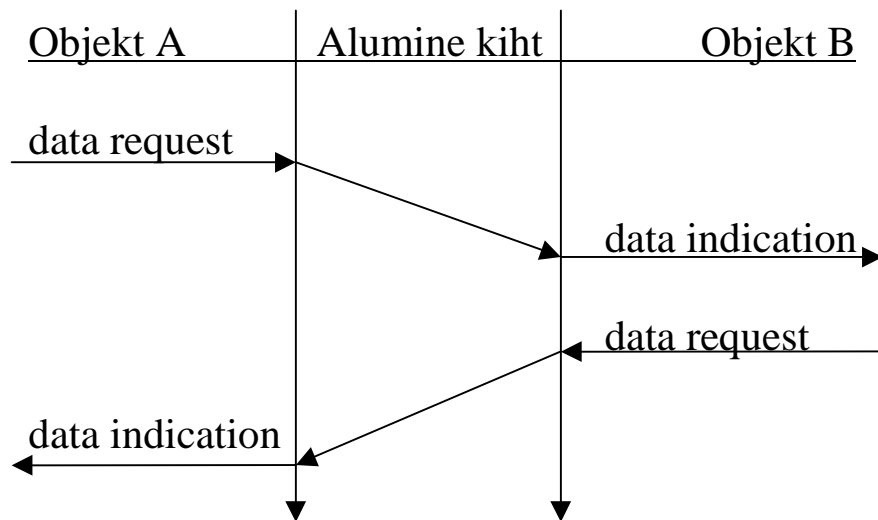 Objekt A Alumine kiht Objekt B
data request
data indication
data request
data indication